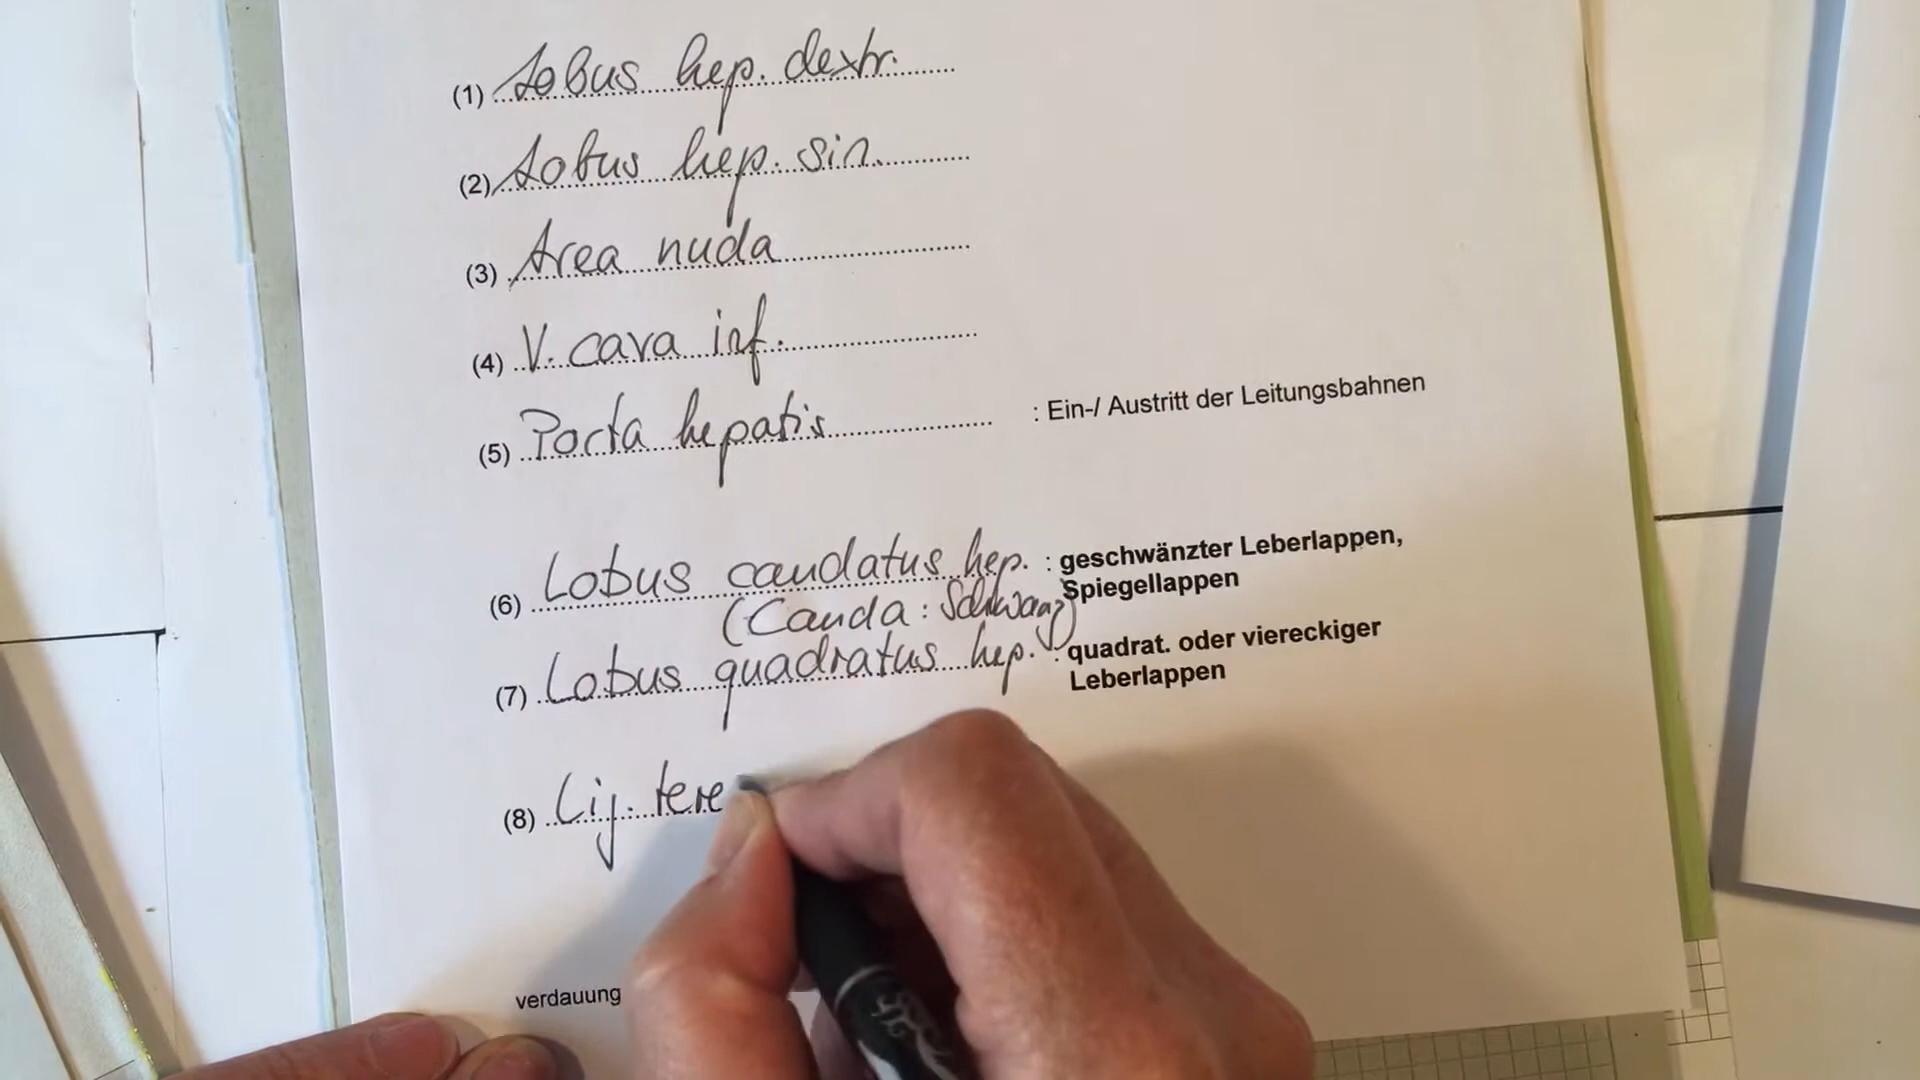 (1) Lobus hep. dextr.
(2) Lobus hep. sin.
(3) Area nuda
(4) V. cava inf.
(5) Porta hepatis : Ein-/ Austritt der Leitungsbahnen
(6) Lobus caudatus hep. : geschwänzter Leberlappen,
Spiegellappen
(Cauda : Schwanz)
(7) Lobus quadratus hep. : quadrat. oder viereckiger
Leberlappen
(8) Lig. tere
verdauung